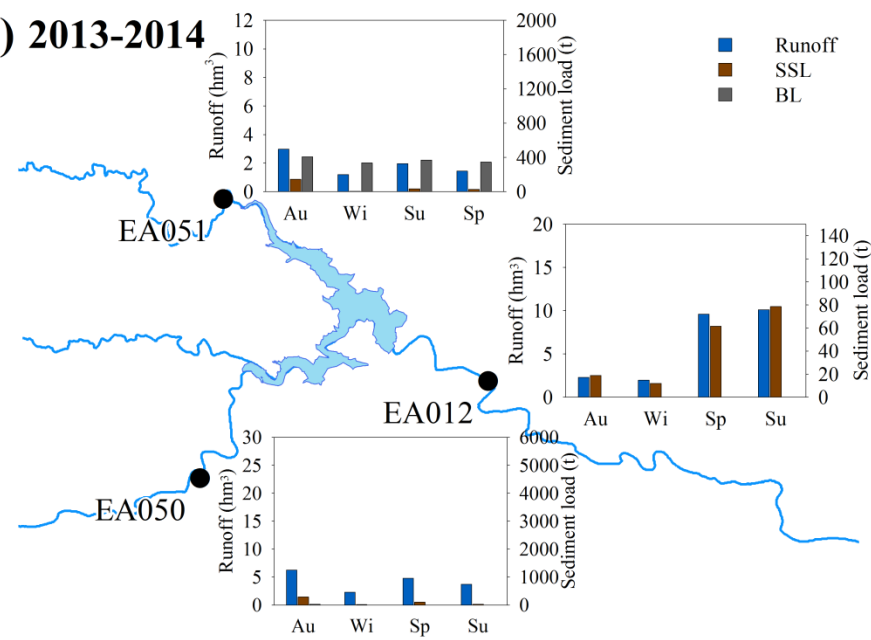 ) 2013-2014
Runoff
SSL
BL
Runoff (hm³)
12
10
8
6
4
2
0
Au Wi Su Sp
2000
1600
1200
800
400
0
Sediment load (t)
EA051
Runoff (hm³)
20
15
10
5
0
Au Wi Sp Su
140
120
100
80
60
40
20
0
Sediment load (t)
EA012
EA050
Runoff (hm³)
30
25
20
15
10
5
0
Au Wi Sp Su
6000
5000
4000
3000
2000
1000
0
Sediment load (t)